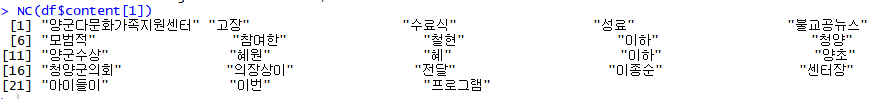 > NC(df$content[1])
[1] "양군다문화가족지원센터" "고장" "수료식" "성료" "불교공뉴스"
[6] "모범적" "참여한" "철현" "이하" "청양"
[11] "양군수상" "혜원" "혜" "이하" "양초"
[16] "청양군의회" "의장상이" "전달" "이종순" "센터장"
[21] "아이들이" "이번" "프로그램"
>